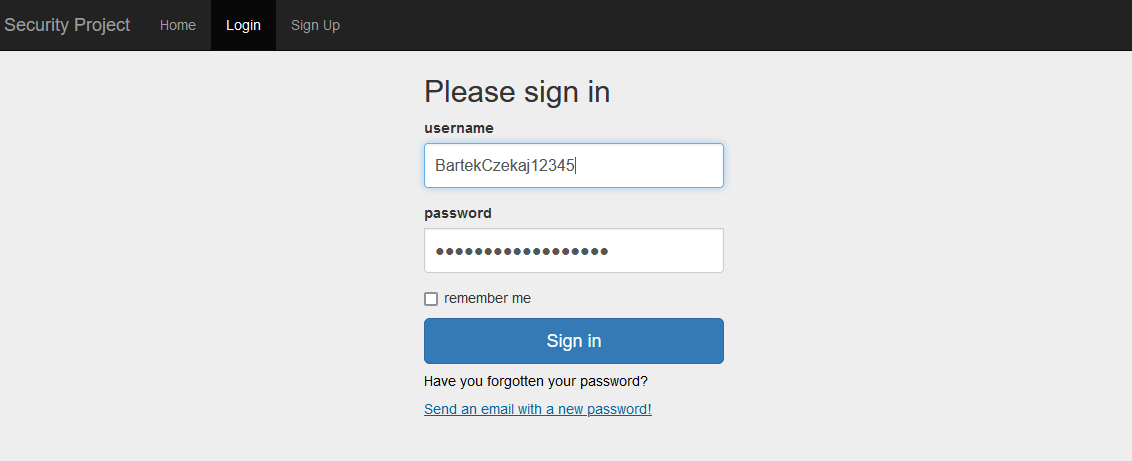 Security Project Home Login Sign Up
Please sign in
username
BartekCzekaj12345
password
●●●●●●●●●●●●●●●●●●
remember me
Sign in
Have you forgotten your password?
Send an email with a new password!